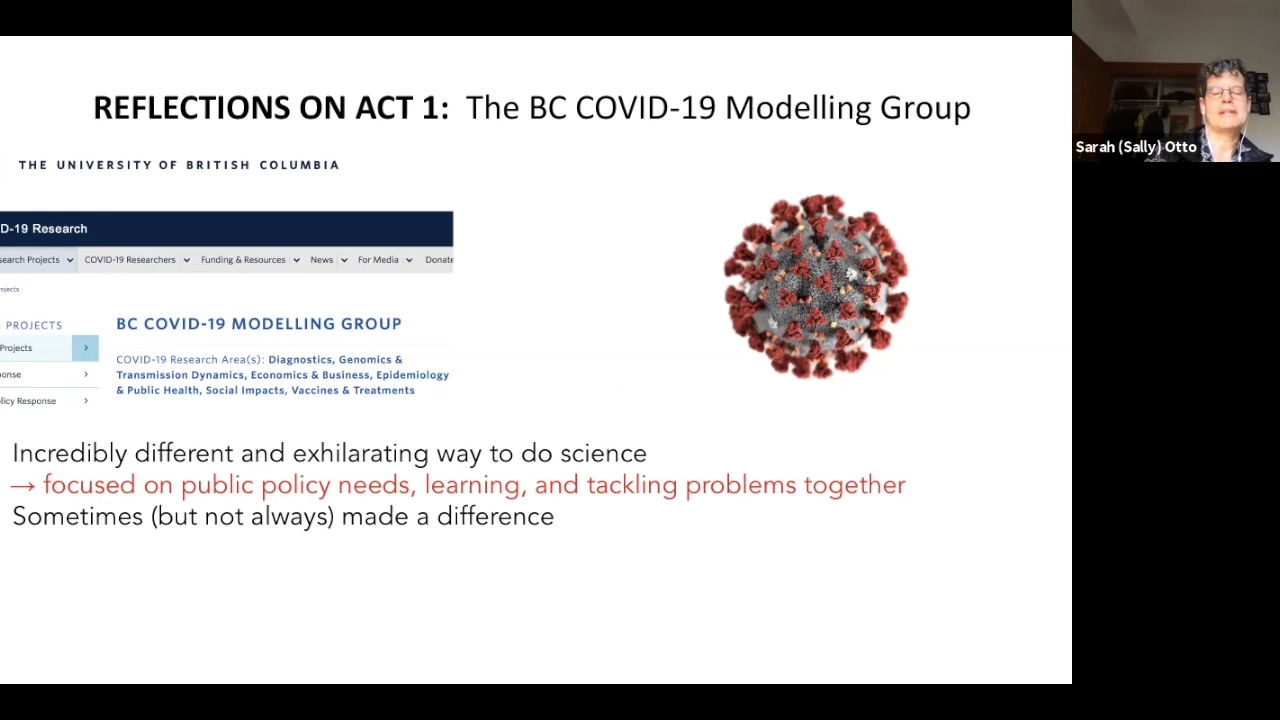 REFLECTIONS ON ACT 1: The BC COVID-19 Modelling Group
Sarah (Sally) Otto
THE UNIVERSITY OF BRITISH COLUMBIA
D-19 Research
search Projects COVID-19 Researchers Funding & Resources News For Media Donate
ojects
PROJECTS
BC COVID-19 MODELLING GROUP
Projects
COVID-19 Research Area(s): Diagnostics, Genomics &
Transmission Dynamics, Economics & Business, Epidemiology
onse
& Public Health, Social Impacts, Vaccines & Treatments
licy Response
Incredibly different and exhilarating way to do science
→ focused on public policy needs, learning, and tackling problems together
Sometimes (but not always) made a difference